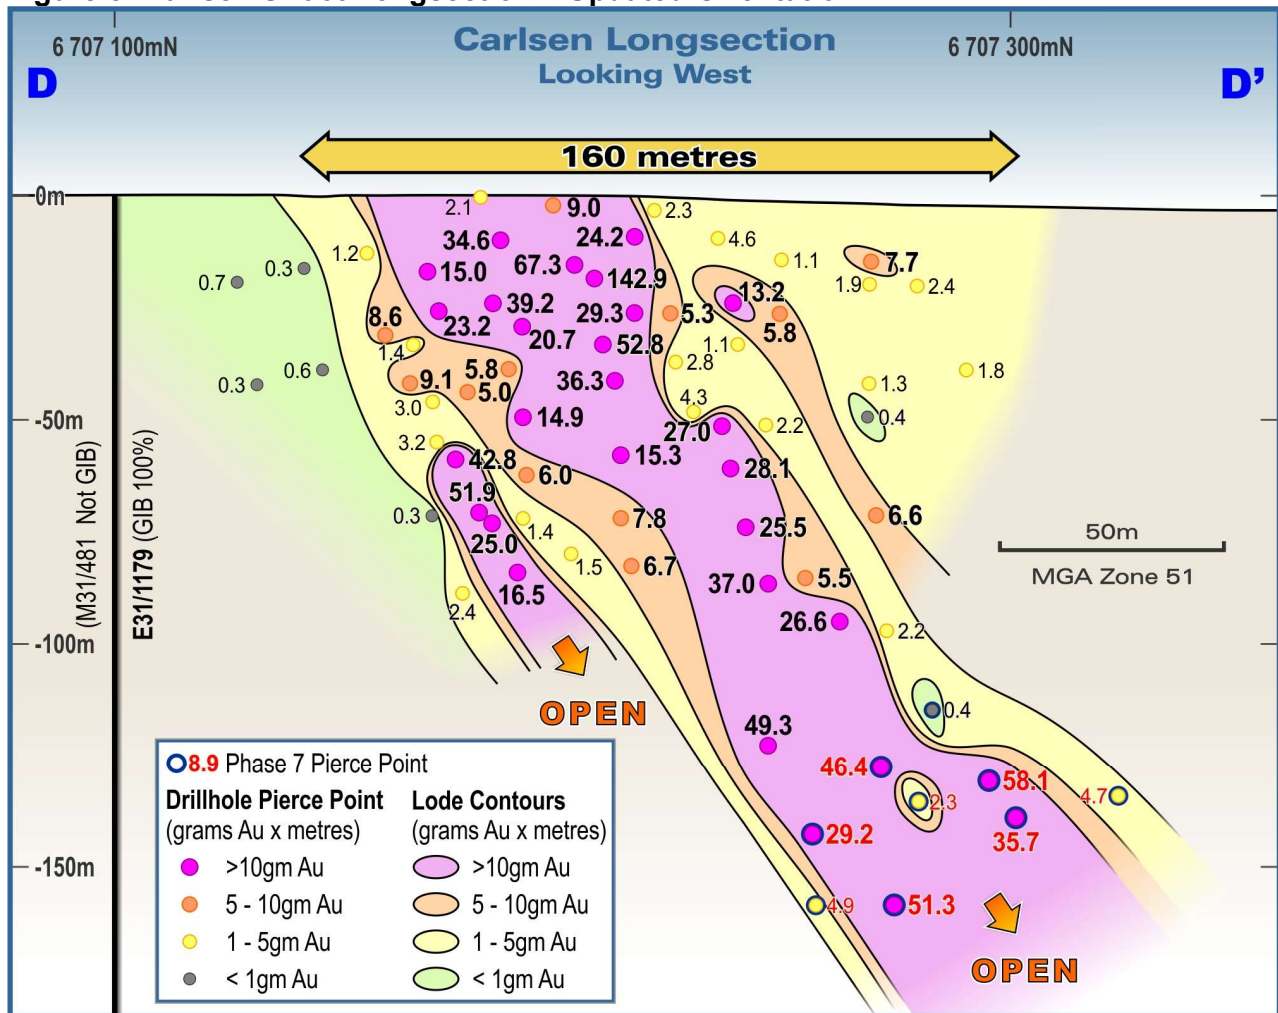 6 707 100mN
Carlsen Longsection
6 707 300mN
Looking West
D
D’
160 metres
0m
2.1
9.0
2.3
34.6
24.2
4.6
1.2
67.3
1.1
7.7
0.3
15.0
142.9
0.7
1.9
2.4
13.2
39.2
29.3
5.3
8.6
23.2
20.7
5.8
1.4
52.8
1.1
2.8
0.6
5.8
1.8
0.3
9.1
5.0
36.3
1.3
3.0
4.3
-50m
14.9
27.0
2.2
0.4
3.2
42.8
15.3
28.1
6.0
51.9
0.3
7.8
25.5
6.6
1.4
50m
25.0
1.5
6.7
MGA Zone 51
16.5
37.0
5.5
2.4
26.6
2.2
-100m
(M31/481 Not GIB)
E31/1179 (GIB 100%)
OPEN
0.4
49.3
46.4
58.1
2.3
4.7
29.2
35.7
-150m
4.9
51.3
OPEN
8.9 Phase 7 Pierce Point
Drillhole Pierce Point
(grams Au x metres)
>10gm Au
5 - 10gm Au
1 - 5gm Au
< 1gm Au
Lode Contours
(grams Au x metres)
>10gm Au
5 - 10gm Au
1 - 5gm Au
< 1gm Au